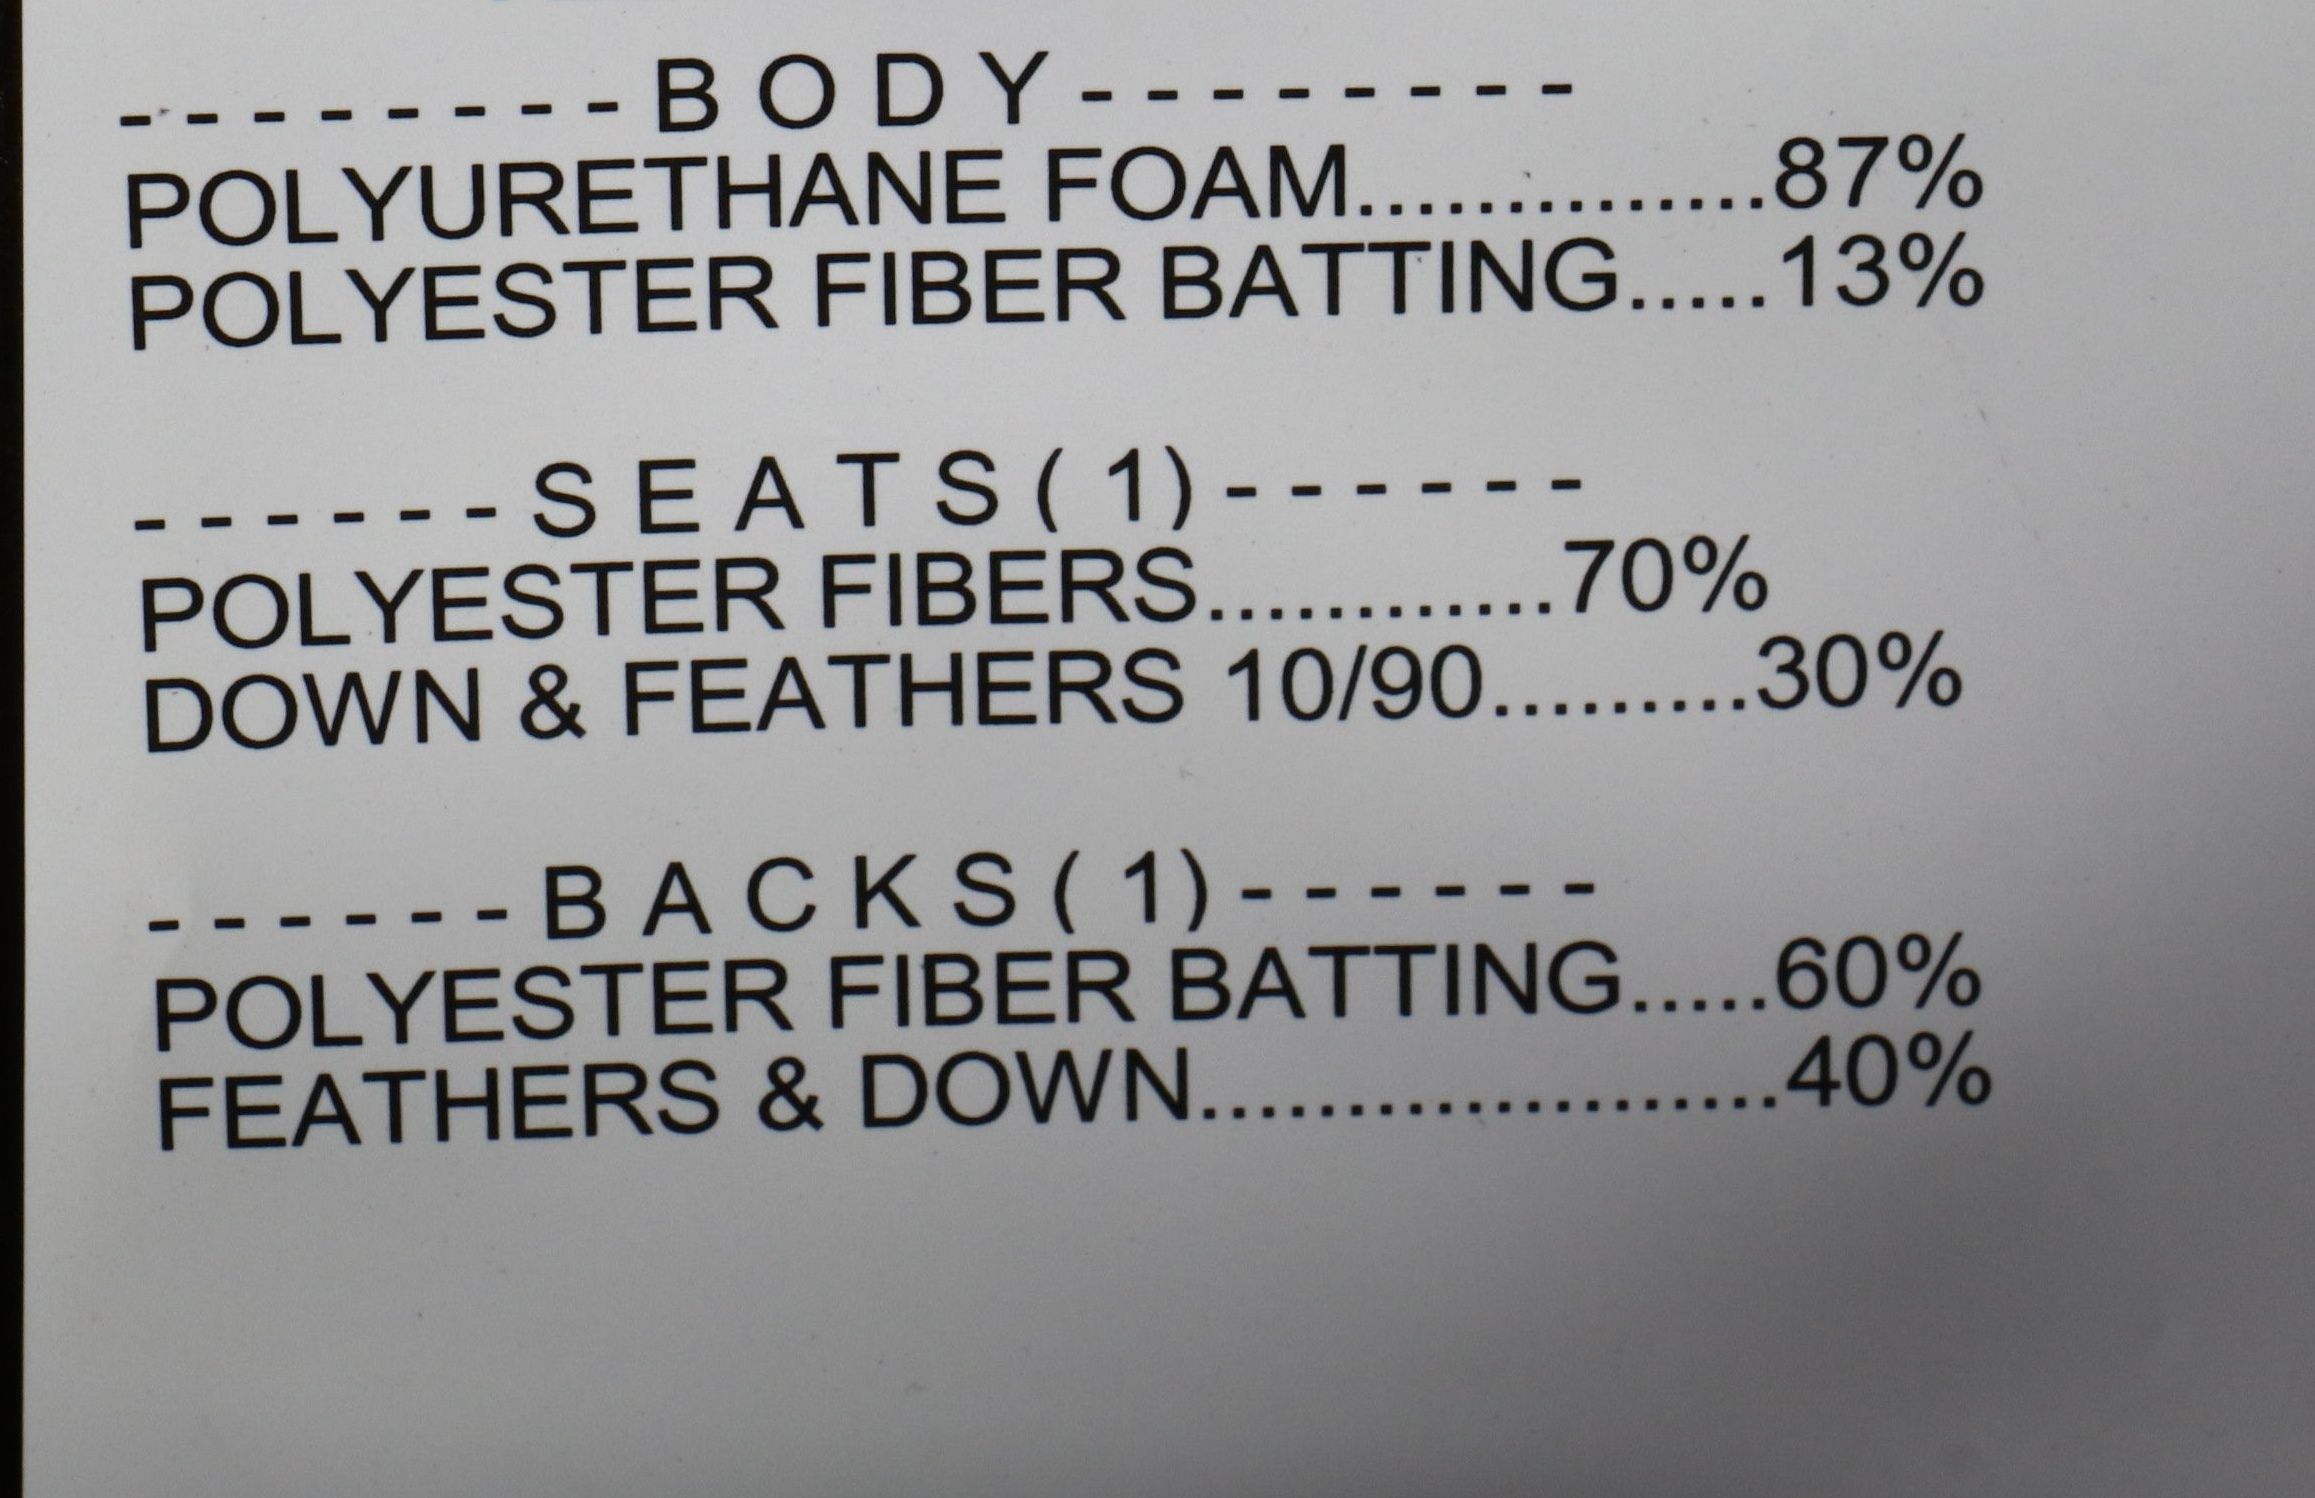 --------BODY--------
POLYURETHANE FOAM..............87%
POLYESTER FIBER BATTING.....13%
------SEATS(1)------
POLYESTER FIBERS............70%
DOWN & FEATHERS 10/90.........30%
------BACKS(1)------
POLYESTER FIBER BATTING.....60%
FEATHERS & DOWN....................40%